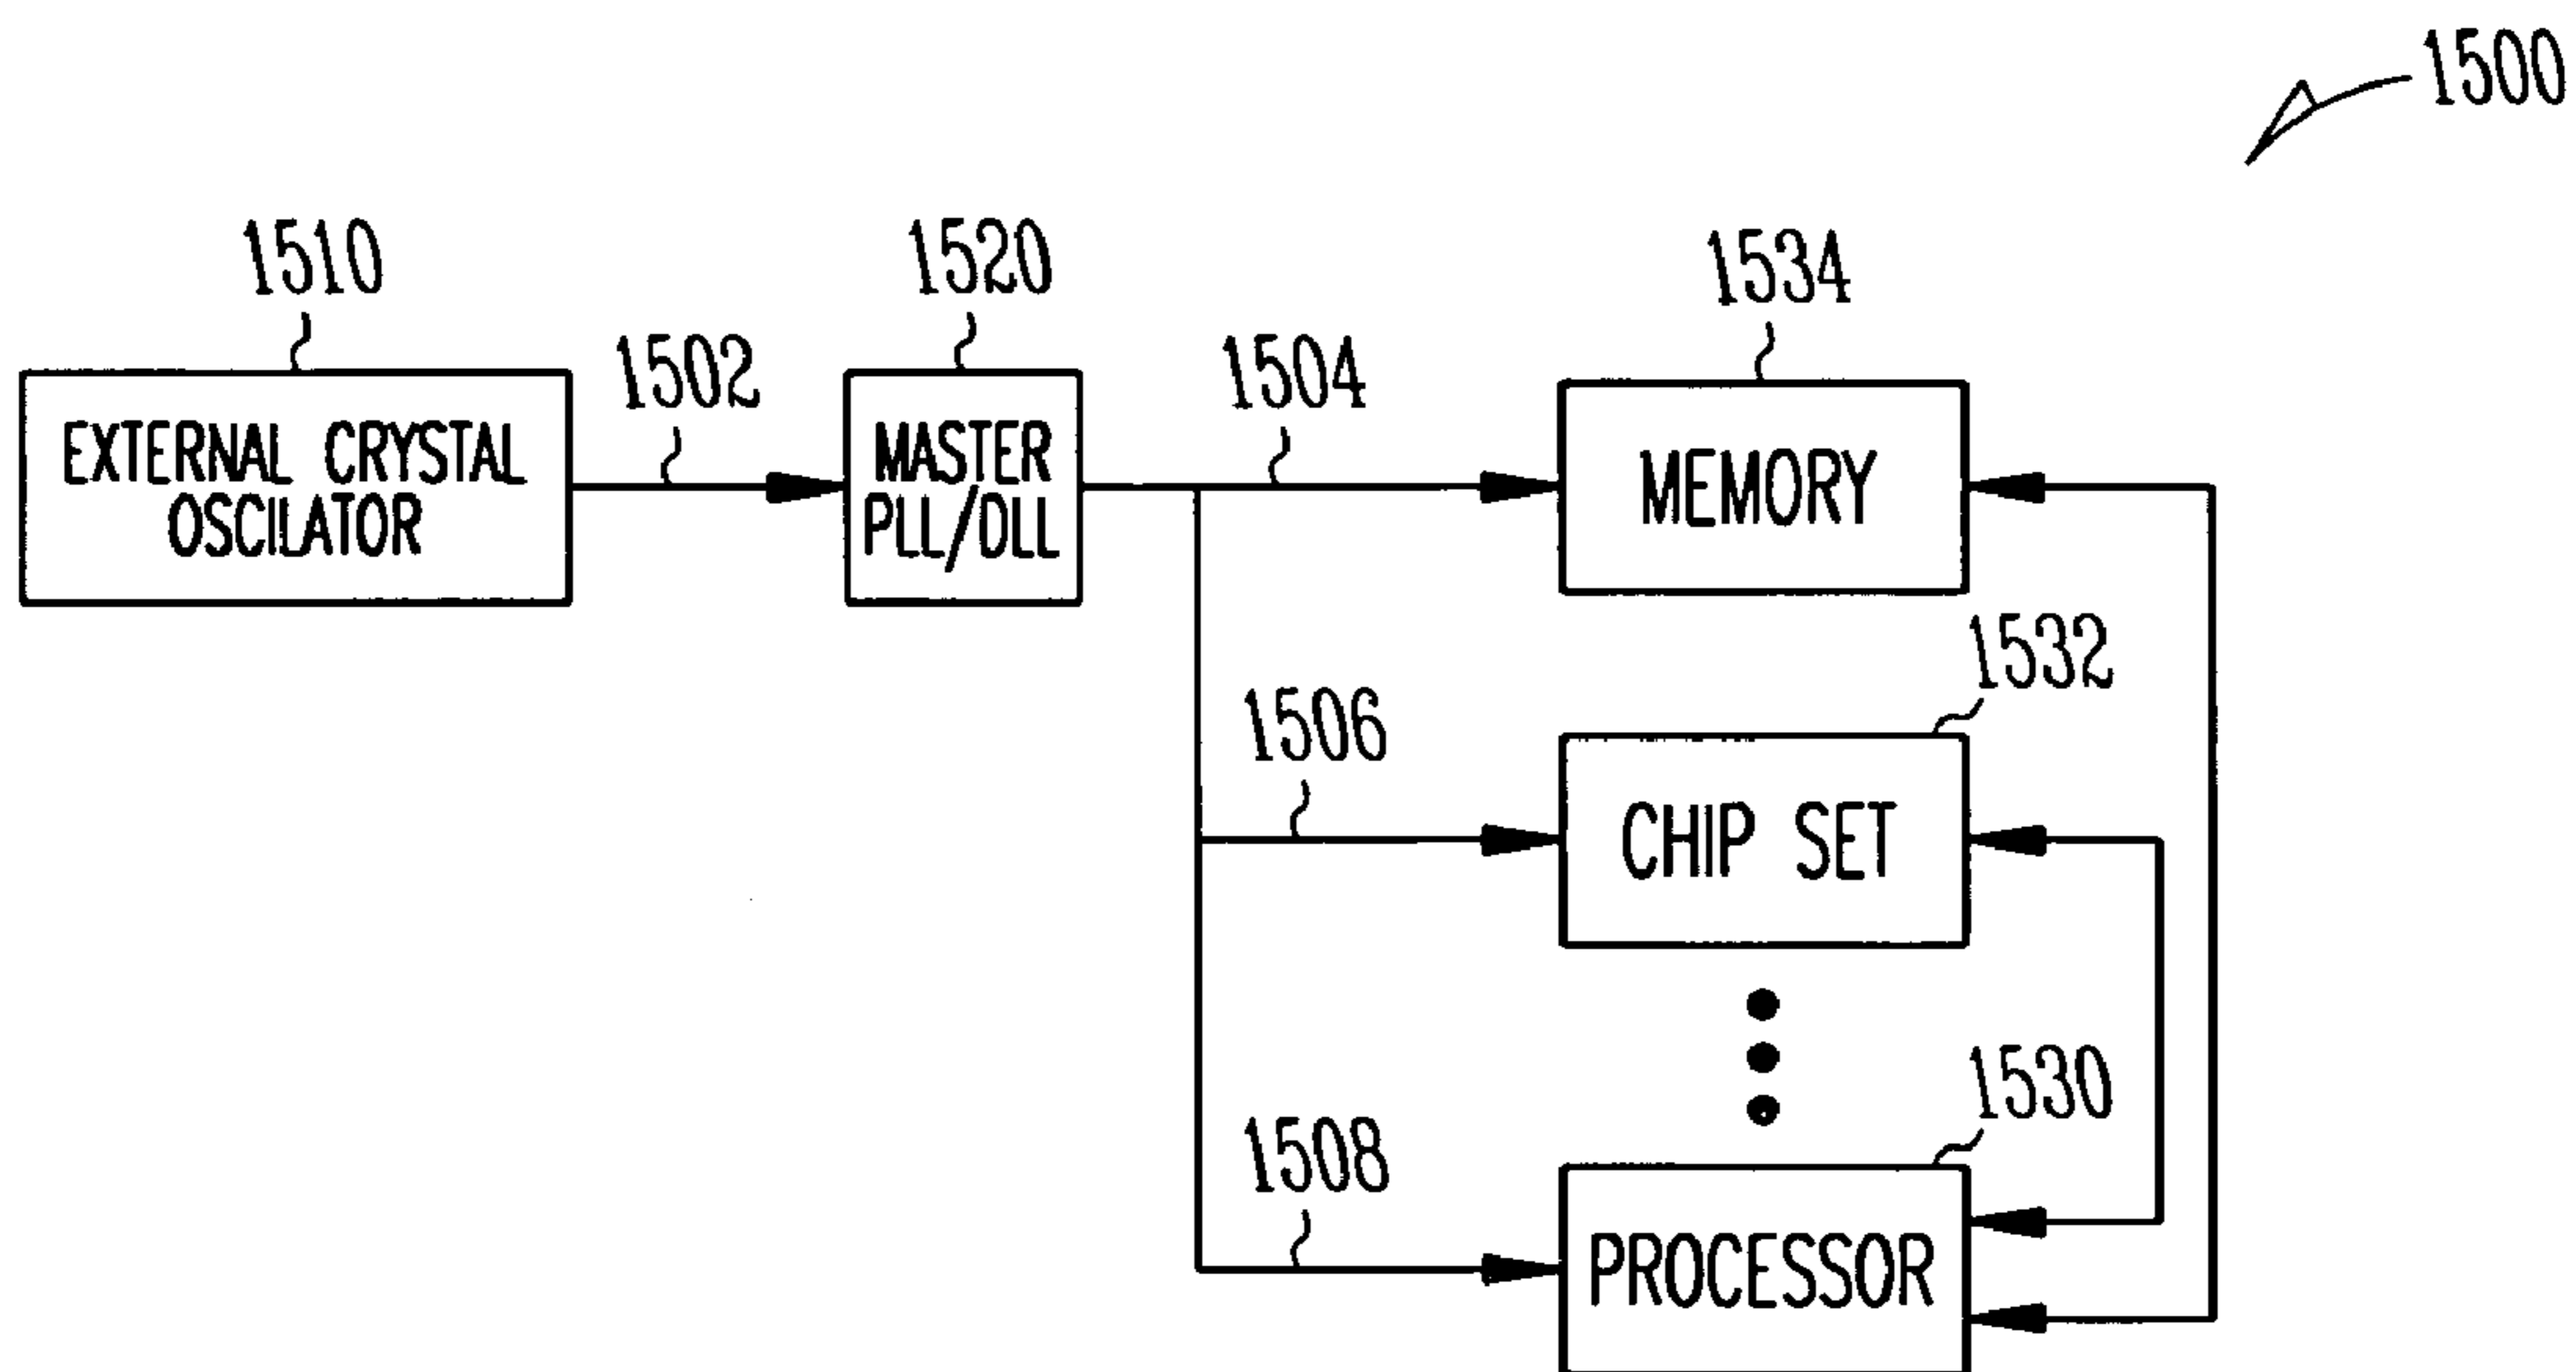 1500
1510
1520
1534
1502
1504
EXTERNAL CRYSTAL
OSCILATOR
MASTER
PLL/DLL
MEMORY
1532
1506
CHIP SET
1530
1508
PROCESSOR